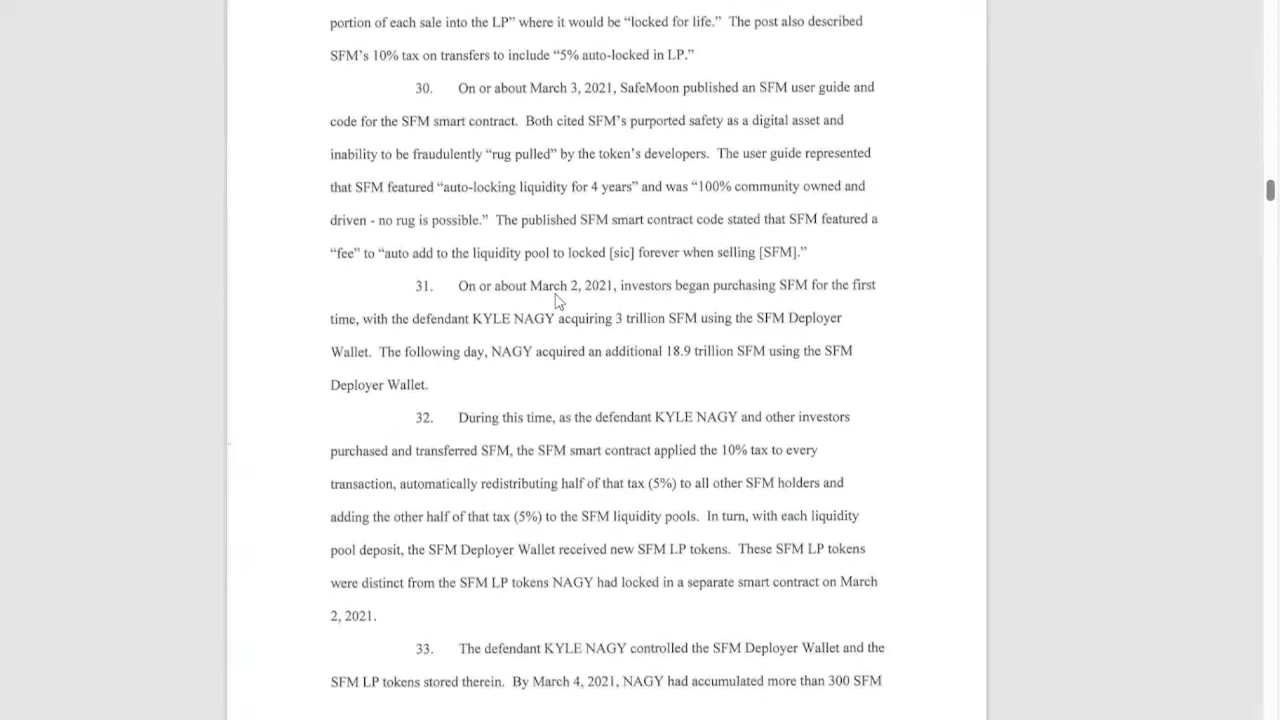 portion of each sale into the LP” where it would be “locked for life.” The post also described
SFM’s 10% tax on transfers to include “5% auto-locked in LP.”
30. On or about March 3, 2021, SafeMoon published an SFM user guide and
code for the SFM smart contract. Both cited SFM’s purported safety as a digital asset and
inability to be fraudulently “rug pulled” by the token’s developers. The user guide represented
that SFM featured “auto-locking liquidity for 4 years” and was “100% community owned and
driven - no rug is possible.” The published SFM smart contract code stated that SFM featured a
“fee” to “auto add to the liquidity pool to locked [sic] forever when selling [SFM].”
31. On or about March 2, 2021, investors began purchasing SFM for the first
time, with the defendant KYLE NAGY acquiring 3 trillion SFM using the SFM Deployer
Wallet. The following day, NAGY acquired an additional 18.9 trillion SFM using the SFM
Deployer Wallet.
32. During this time, as the defendant KYLE NAGY and other investors
purchased and transferred SFM, the SFM smart contract applied the 10% tax to every
transaction, automatically redistributing half of that tax (5%) to all other SFM holders and
adding the other half of that tax (5%) to the SFM liquidity pools. In turn, with each liquidity
pool deposit, the SFM Deployer Wallet received new SFM LP tokens. These SFM LP tokens
were distinct from the SFM LP tokens NAGY had locked in a separate smart contract on March
2, 2021.
33. The defendant KYLE NAGY controlled the SFM Deployer Wallet and the
SFM LP tokens stored therein. By March 4, 2021, NAGY had accumulated more than 300 SFM